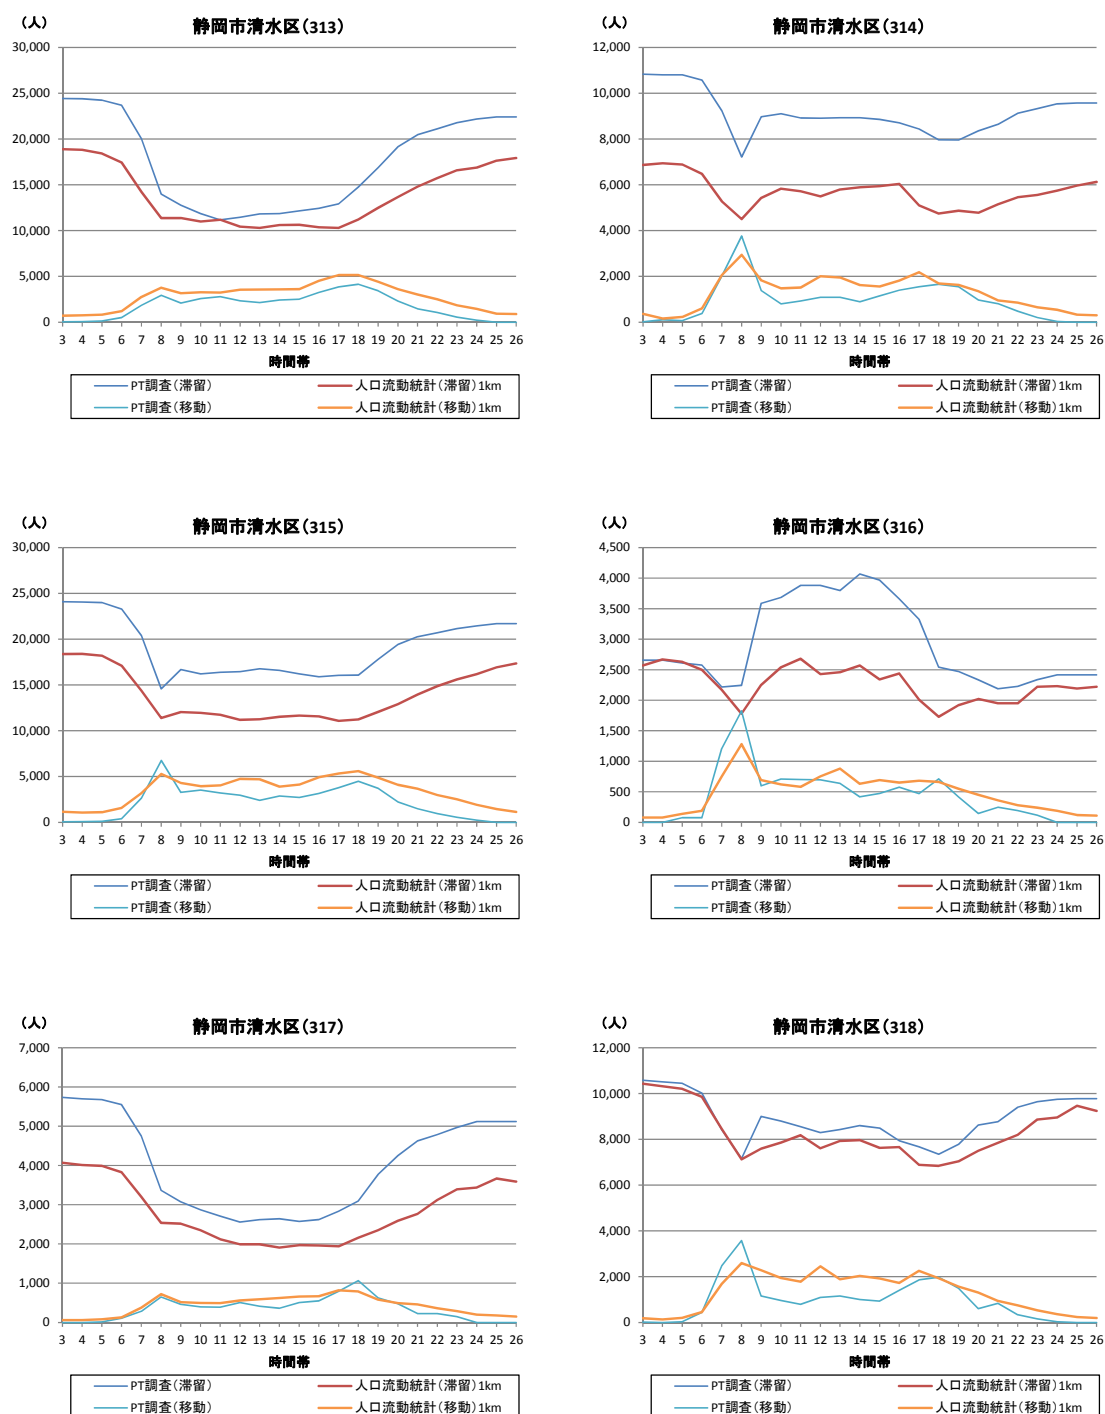 (人)
静岡市清水区(313)
30,000
25,000
20,000
15,000
10,000
5,000
0
3 4 5 6 7 8 9 10 11 12 13 14 15 16 17 18 19 20 21 22 23 24 25 26
時間帯
PT調査(滞留) 人口流動統計(滞留)1km
PT調査(移動) 人口流動統計(移動)1km
(人)
静岡市清水区(314)
12,000
10,000
8,000
6,000
4,000
2,000
0
3 4 5 6 7 8 9 10 11 12 13 14 15 16 17 18 19 20 21 22 23 24 25 26
時間帯
PT調査(滞留) 人口流動統計(滞留)1km
PT調査(移動) 人口流動統計(移動)1km
(人)
静岡市清水区(315)
30,000
25,000
20,000
15,000
10,000
5,000
0
3 4 5 6 7 8 9 10 11 12 13 14 15 16 17 18 19 20 21 22 23 24 25 26
時間帯
PT調査(滞留) 人口流動統計(滞留)1km
PT調査(移動) 人口流動統計(移動)1km
(人)
静岡市清水区(316)
4,500
4,000
3,500
3,000
2,500
2,000
1,500
1,000
500
0
3 4 5 6 7 8 9 10 11 12 13 14 15 16 17 18 19 20 21 22 23 24 25 26
時間帯
PT調査(滞留) 人口流動統計(滞留)1km
PT調査(移動) 人口流動統計(移動)1km
(人)
静岡市清水区(317)
7,000
6,000
5,000
4,000
3,000
2,000
1,000
0
3 4 5 6 7 8 9 10 11 12 13 14 15 16 17 18 19 20 21 22 23 24 25 26
時間帯
PT調査(滞留) 人口流動統計(滞留)1km
PT調査(移動) 人口流動統計(移動)1km
(人)
静岡市清水区(318)
12,000
10,000
8,000
6,000
4,000
2,000
0
3 4 5 6 7 8 9 10 11 12 13 14 15 16 17 18 19 20 21 22 23 24 25 26
時間帯
PT調査(滞留) 人口流動統計(滞留)1km
PT調査(移動) 人口流動統計(移動)1km